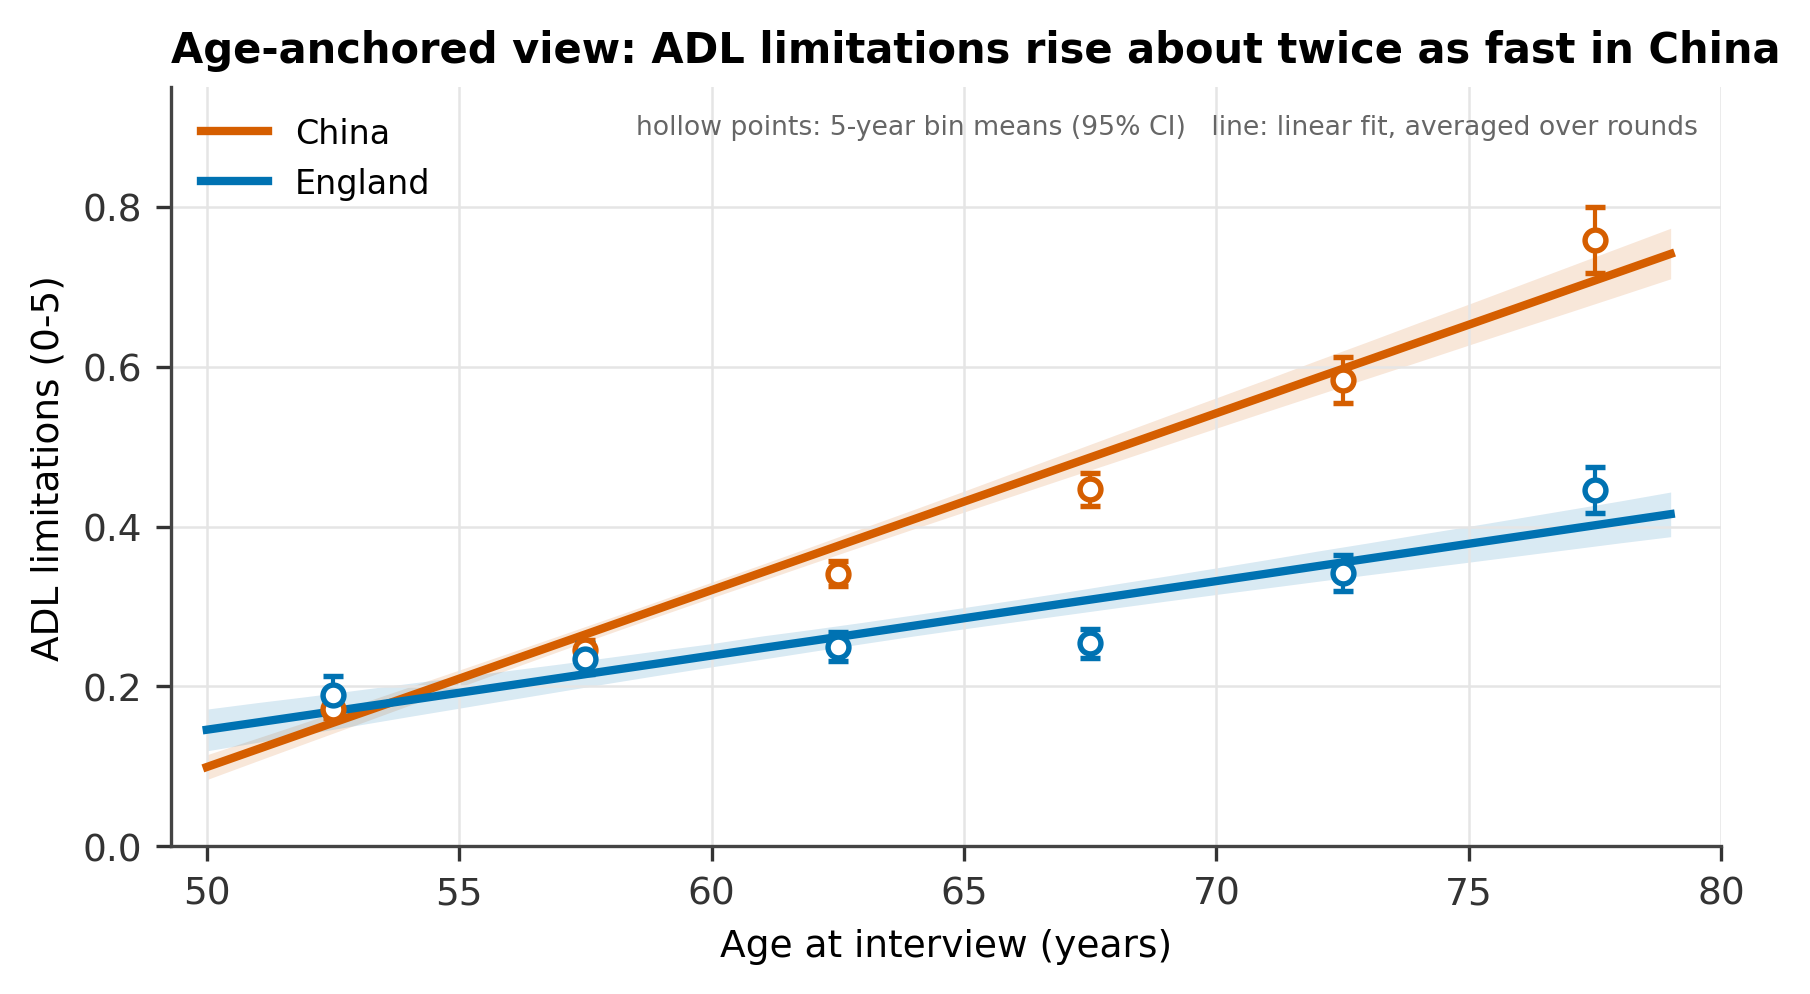 Age-anchored view: ADL limitations rise about twice as fast in China
China
hollow points: 5-year bin means (95% CI)   line: linear fit, averaged over rounds
England
ADL limitations (0-5)
0.8
0.6
0.4
0.2
0.0
50 55 60 65 70 75 80
Age at interview (years)